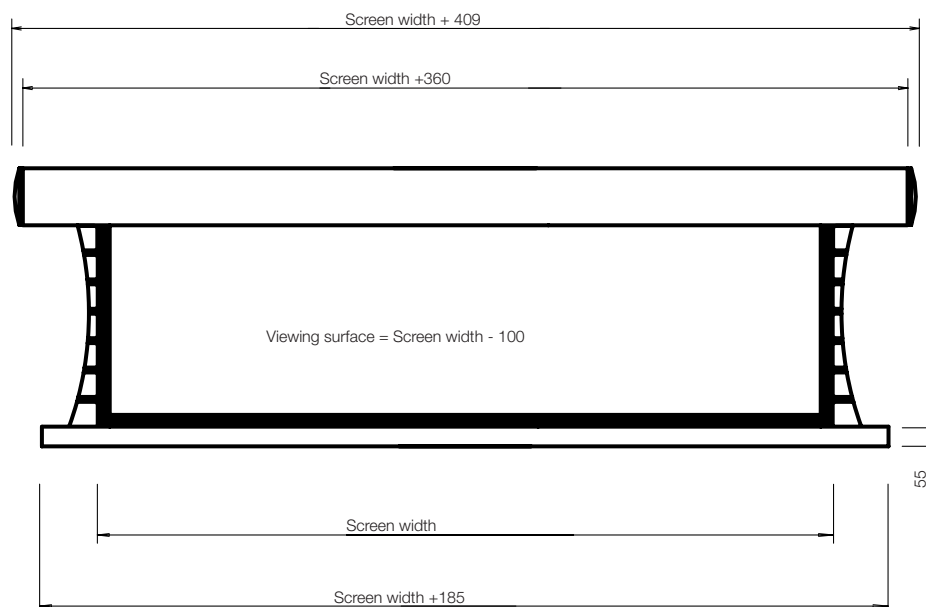 Screen width + 409
Screen width +360
Viewing surface = Screen width - 100
55
Screen width
Screen width +185